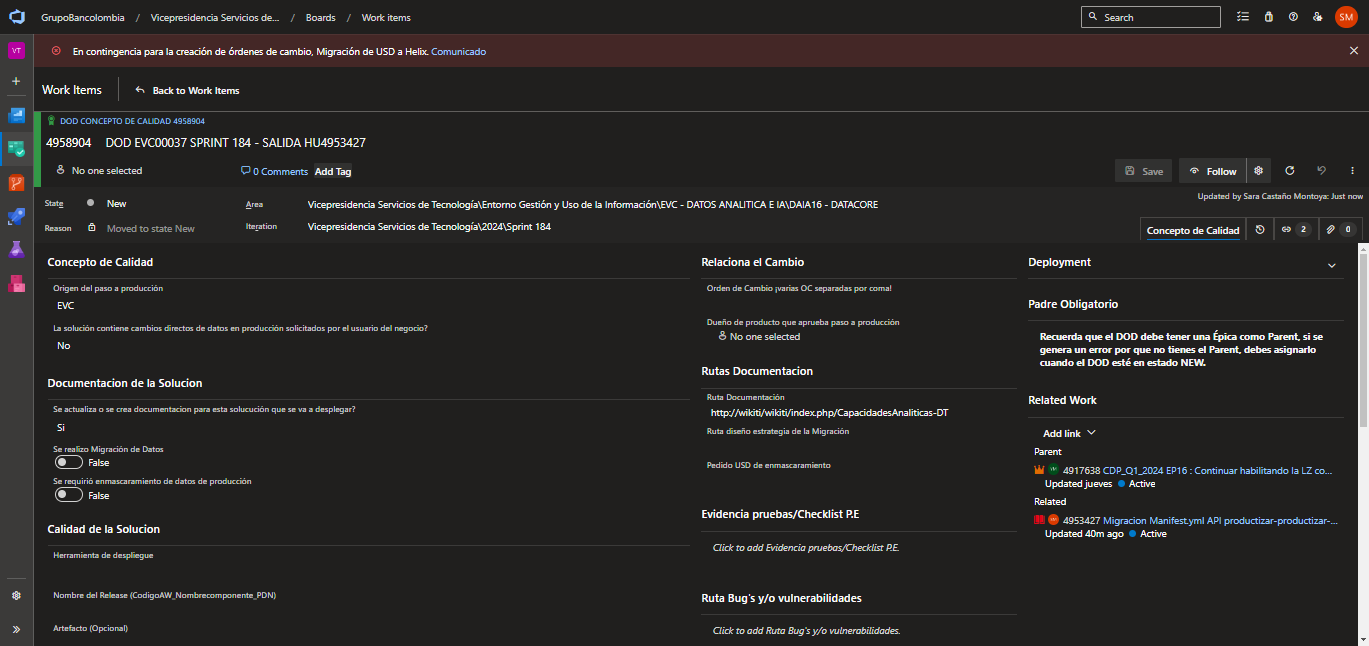 GrupoBancolombia / Vicepresidencia Servicios de... / Boards / Work items
Search
SM
VT
En contingencia para la creación de órdenes de cambio, Migración de USD a Helix. Comunicado
Work Items
Back to Work Items
DOD CONCEPTO DE CALIDAD 4958904
4958904 DOD EVC00037 SPRINT 184 - SALIDA HU4953427
No one selected
0 Comments
Add Tag
Save
Follow
State
New
Area
Vicepresidencia Servicios de Tecnología\Entorno Gestión y Uso de la Información\EVC - DATOS ANALITICA E IA\DAIA16 - DATACORE
Updated by Sara Castaño Montoya: Just now
Reason
Moved to state New
Iteration
Vicepresidencia Servicios de Tecnología\2024\Sprint 184
Concepto de Calidad
2
0
Concepto de Calidad
Origen del paso a producción
EVC
La solución contiene cambios directos de datos en producción solicitados por el usuario del negocio?
No
Documentacion de la Solucion
Se actualiza o se crea documentacion para esta solucución que se va a desplegar?
Si
Se realizo Migración de Datos
False
Se requirió enmascaramiento de datos de producción
False
Calidad de la Solucion
Herramienta de despliegue
Nombre del Release (CodigoAW_Nombrecomponente_PDN)
Artefacto (Opcional)
Relaciona el Cambio
Orden de Cambio ¡varias OC separadas por coma!
Dueño de producto que aprueba paso a producción
No one selected
Rutas Documentacion
Ruta Documentación
http://wikiti/wikiti/index.php/CapacidadesAnaliticas-DT
Ruta diseño estrategia de la Migración
Pedido USD de enmascaramiento
Evidencia pruebas/Checklist P.E
Click to add Evidencia pruebas/Checklist P.E.
Ruta Bug's y/o vulnerabilidades
Click to add Ruta Bug's y/o vulnerabilidades.
Deployment
Padre Obligatorio
Recuerda que el DOD debe tener una Épica como Parent, si se
genera un error por que no tienes el Parent, debes asignarlo
cuando el DOD esté en estado NEW.
Related Work
Add link
Parent
4917638 CDP_Q1_2024 EP16 : Continuar habilitando la LZ co...
Updated jueves Active
Related
4953427 Migracion Manifest.yml API productizar-productizar-...
Updated 40m ago Active